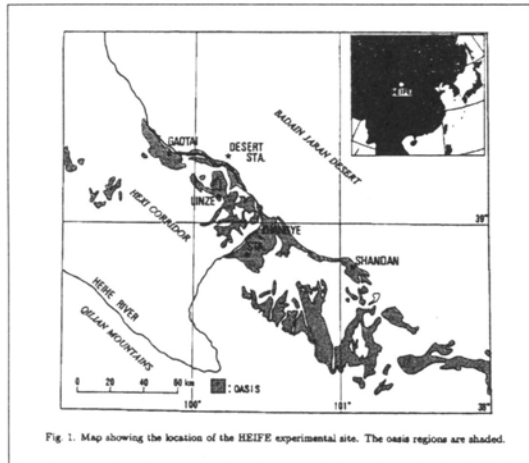 HEIFE
GAOTAI
DESERT
STA.
BADAIN JARAN DESERT
LINZE
HEXI CORRIDOR
39°
ZHANGYE
STA.
SHANDAN
HEIHE RIVER
QILIAN MOUNTAINS
0 20 40 60 km
: OASIS
100°
101°
38°
Fig. 1. Map showing the location of the HEIFE experimental site. The oasis regions are shaded.